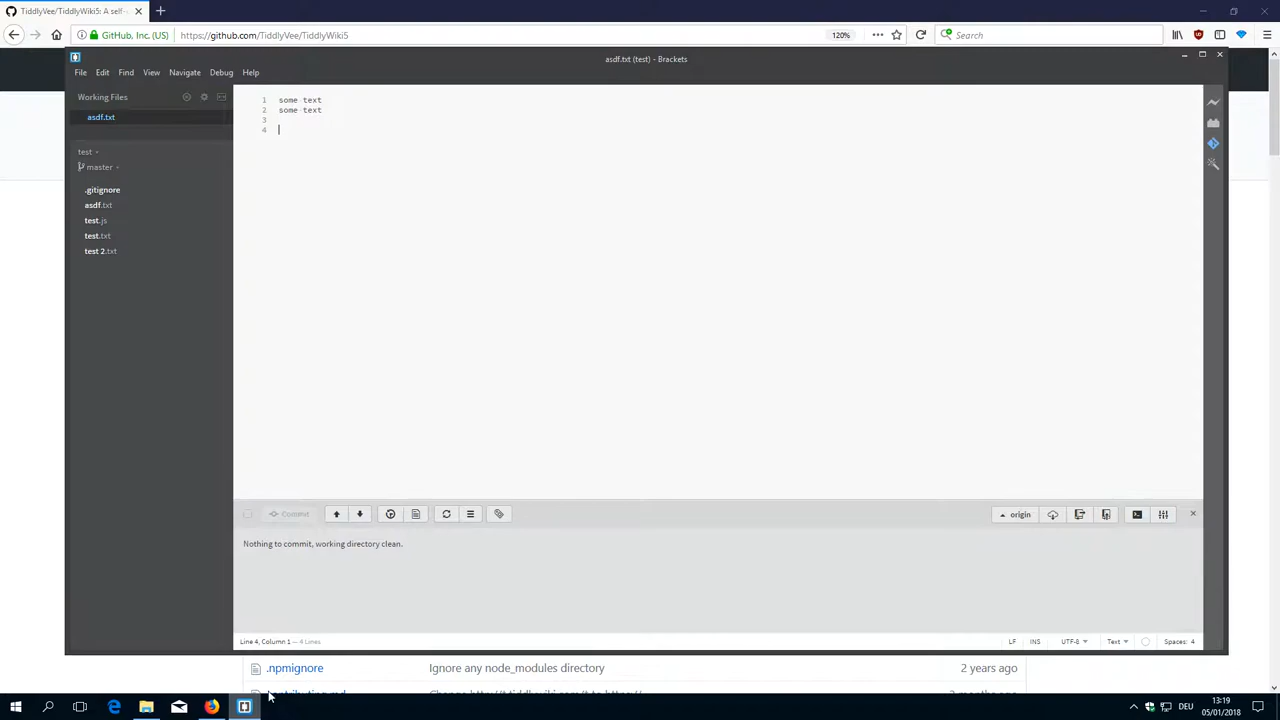 TiddlyVee/TiddlyWiki5: A self-
GitHub, Inc. (US)
https://github.com/TiddlyVee/TiddlyWiki5
120%
Search
asdf.txt (test) - Brackets
File Edit Find View Navigate Debug Help
Working Files
asdf.txt
test
master
.gitignore
asdf.txt
test.js
test.txt
test 2.txt
1 some text
2 some text
3
4
Commit
origin
Nothing to commit, working directory clean.
Line 4, Column 1 — 4 Lines
LF INS UTF-8 Text Spaces: 4
.npmignore Ignore any node_modules directory 2 years ago
DEU
13:19
05/01/2018